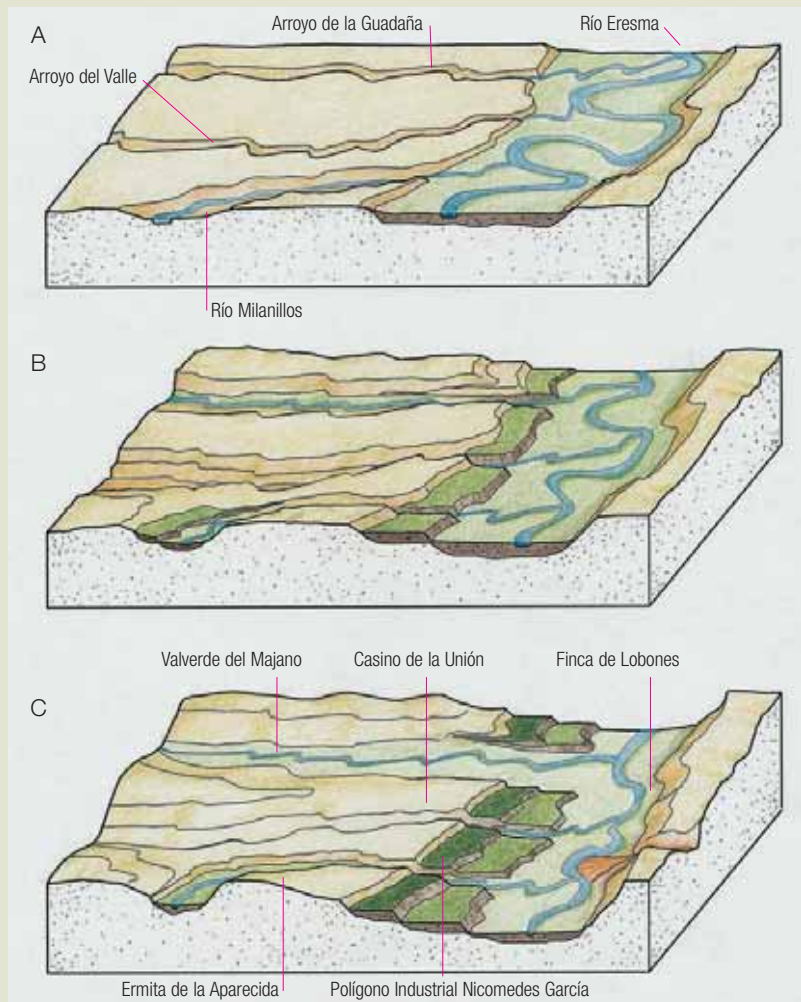 A
Arroyo de la Guadaña
Río Eresma
Arroyo del Valle
Río Milanillos
B
Valverde del Majano
Casino de la Unión
Finca de Lobones
C
Ermita de la Aparecida
Polígono Industrial Nicomedes García